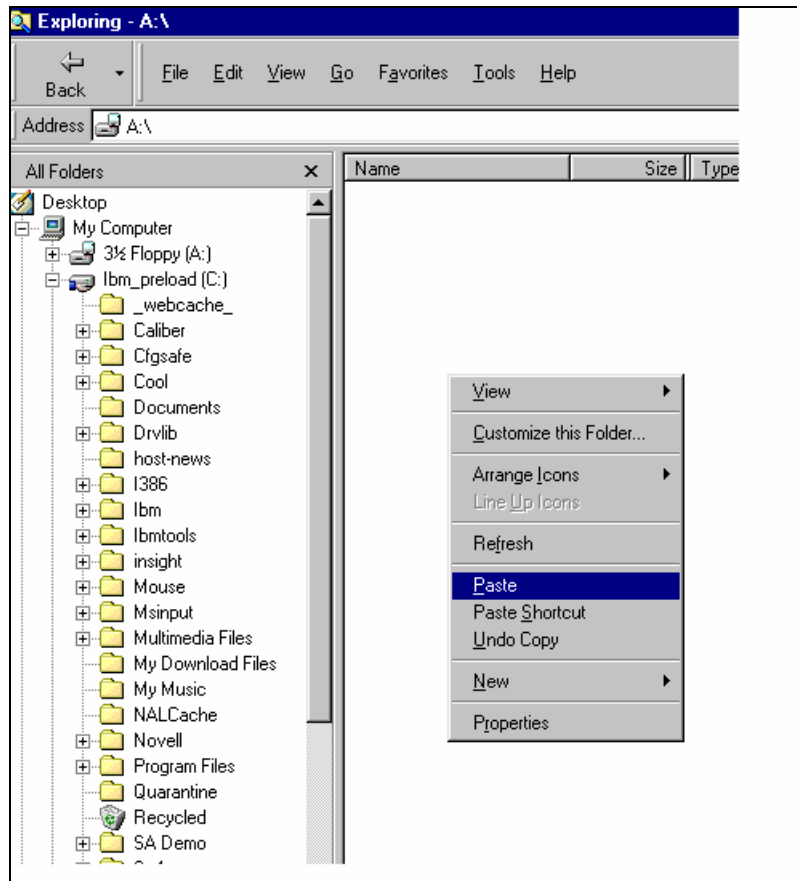 Exploring - A:\
Back
File Edit View Go Favorites Tools Help
Address A:\
All Folders
Name Size Type
Desktop
My Computer
3½ Floppy (A:)
Ibm_preload (C:)
_webcache_
Caliber
Cfgsafe
Cool
Documents
Drvlib
host-news
I386
Ibm
Ibmtools
insight
Mouse
Msinput
Multimedia Files
My Download Files
My Music
NALCache
Novell
Program Files
Quarantine
Recycled
SA Demo
View
Customize this Folder...
Arrange Icons
Line Up Icons
Refresh
Paste
Paste Shortcut
Undo Copy
New
Properties